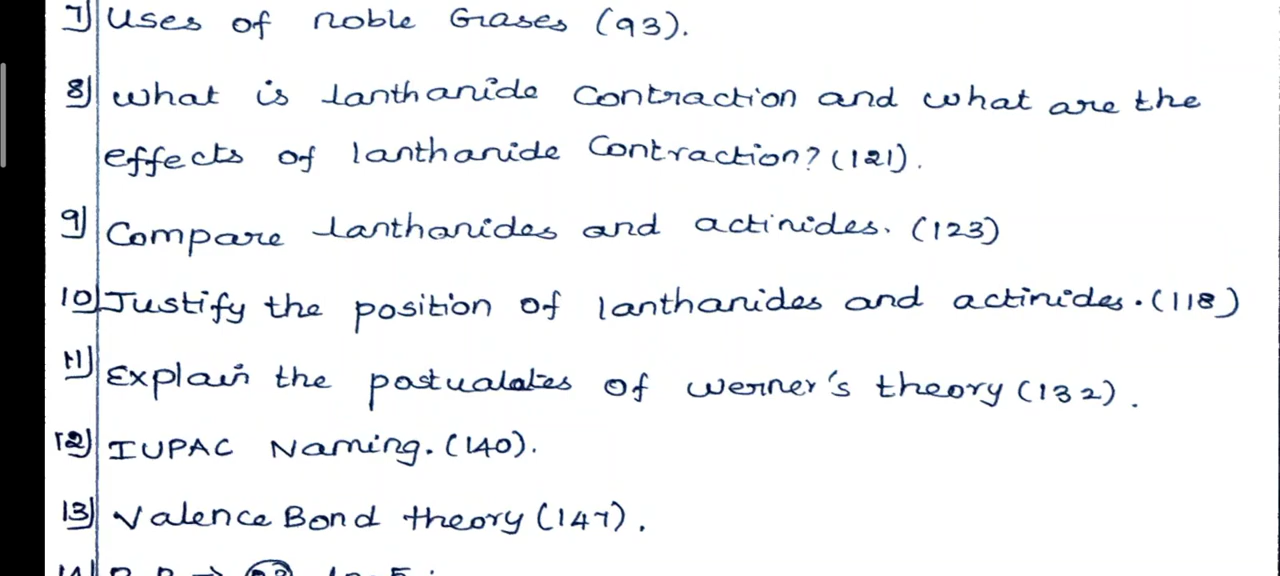 7) Uses of noble Gases (93).
8) What is lanthanide Contraction and what are the
effects of lanthanide Contraction? (121).
9) Compare lanthanides and actinides. (123)
10) Justify the position of lanthanides and actinides. (118)
11) Explain the postualates of werner's theory (132).
12) IUPAC Naming. (140).
13) Valence Bond theory (147).